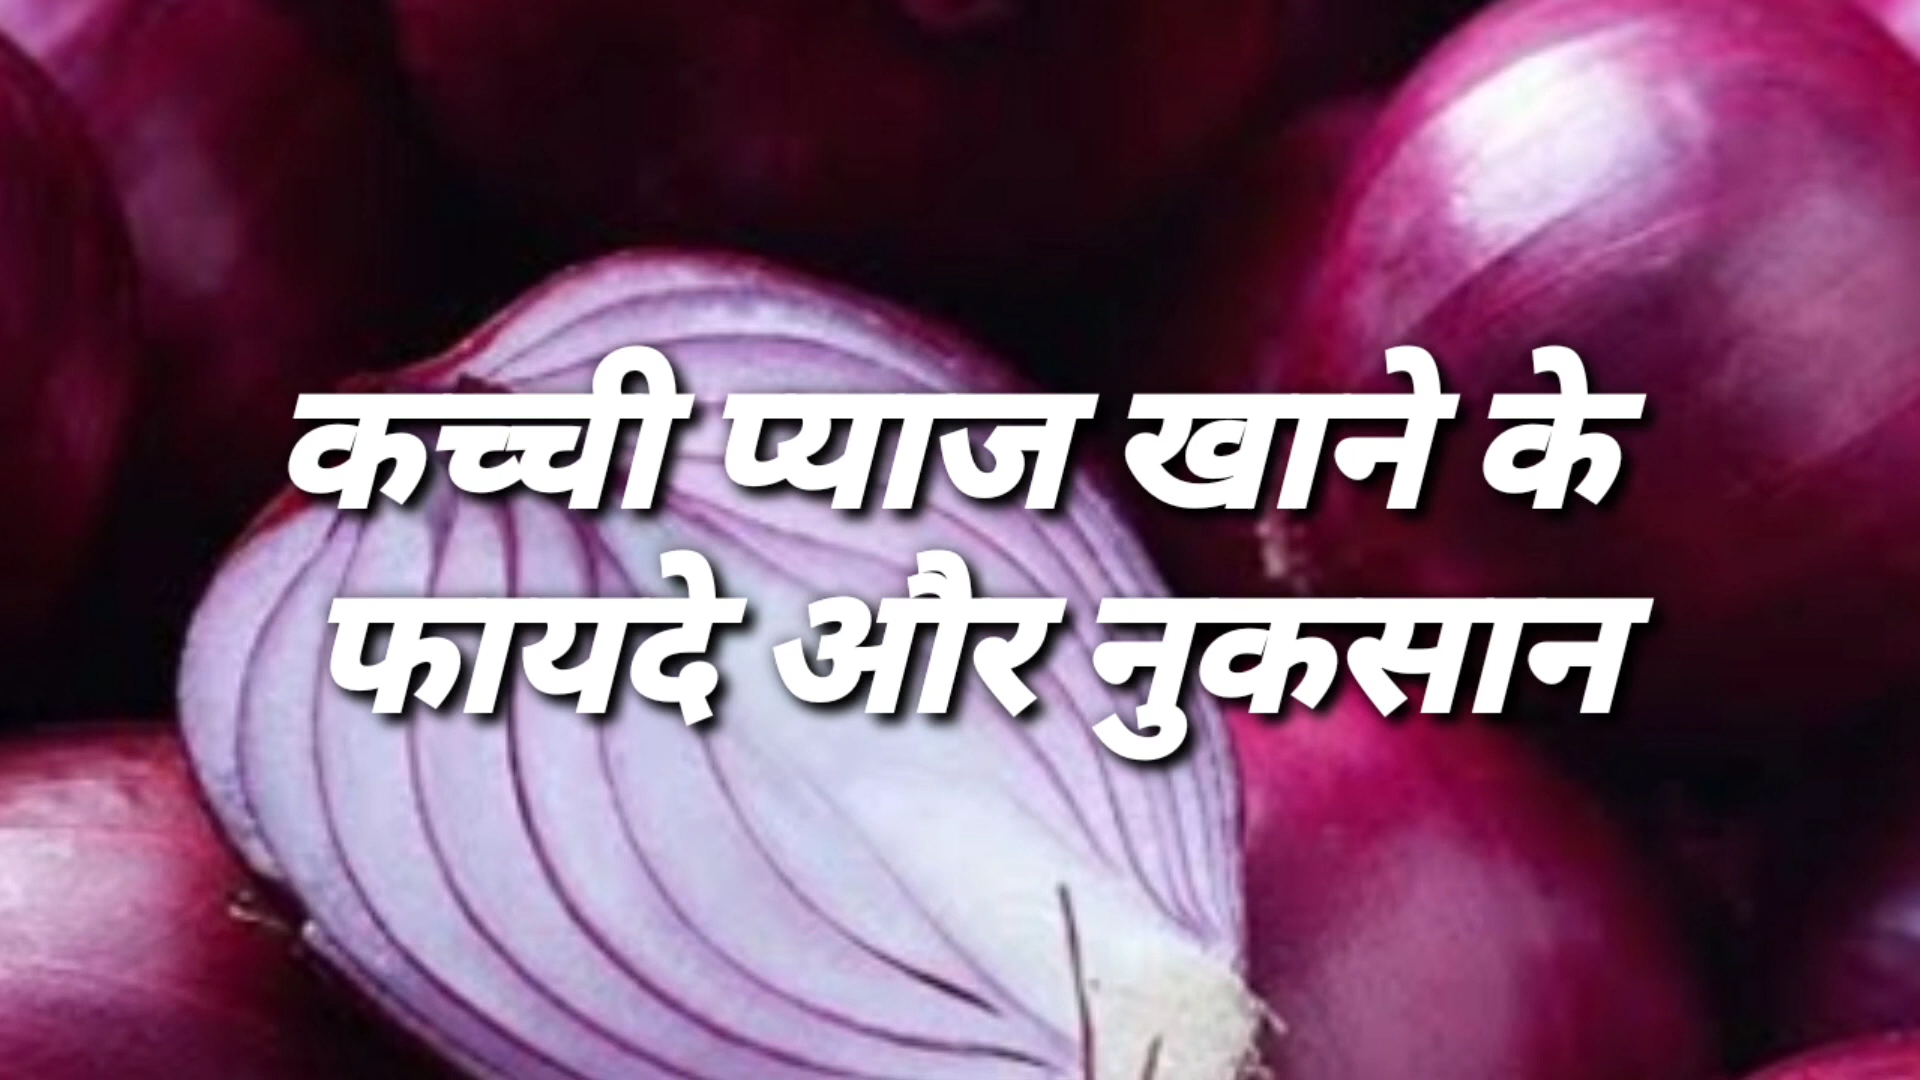 कच्ची प्याज खाने के
फायदे और नुकसान